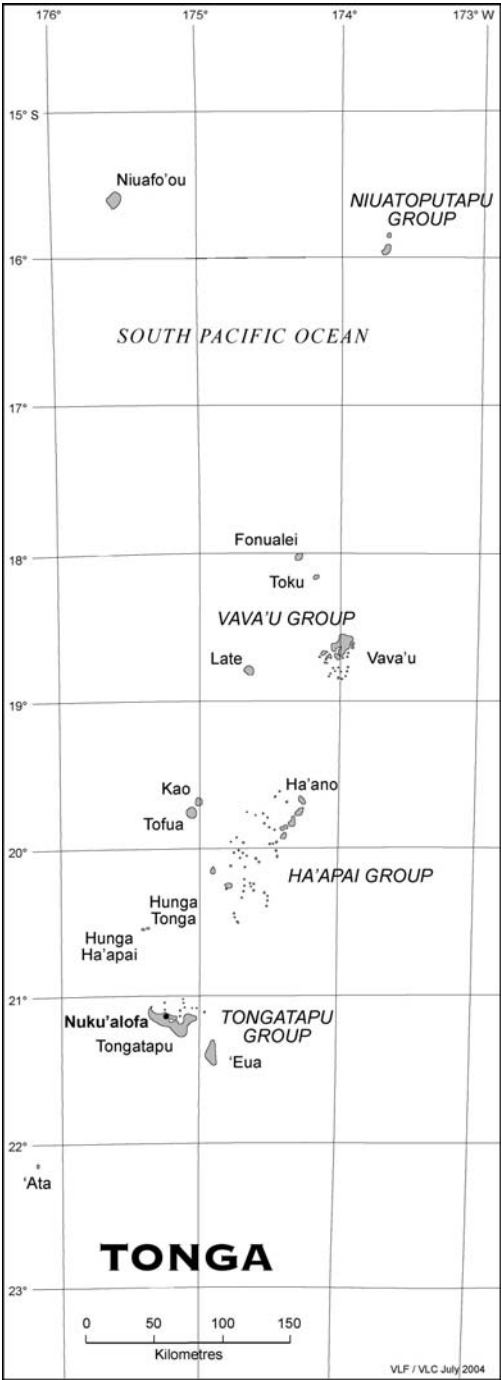 176°
175°
174°
173° W
15° S
Niuafo'ou
NIUATOPUTAPU
GROUP
16°
SOUTH PACIFIC OCEAN
17°
Fonualei
18°
Toku
VAVA'U GROUP
Late
Vava'u
19°
Kao
Ha'ano
Tofua
20°
HA'APAI GROUP
Hunga
Tonga
Hunga
Ha'apai
21°
Nuku'alofa
TONGATAPU
GROUP
Tongatapu
'Eua
22°
'Ata
TONGA
23°
0 50 100 150
Kilometres
VLF / VLC July 2004